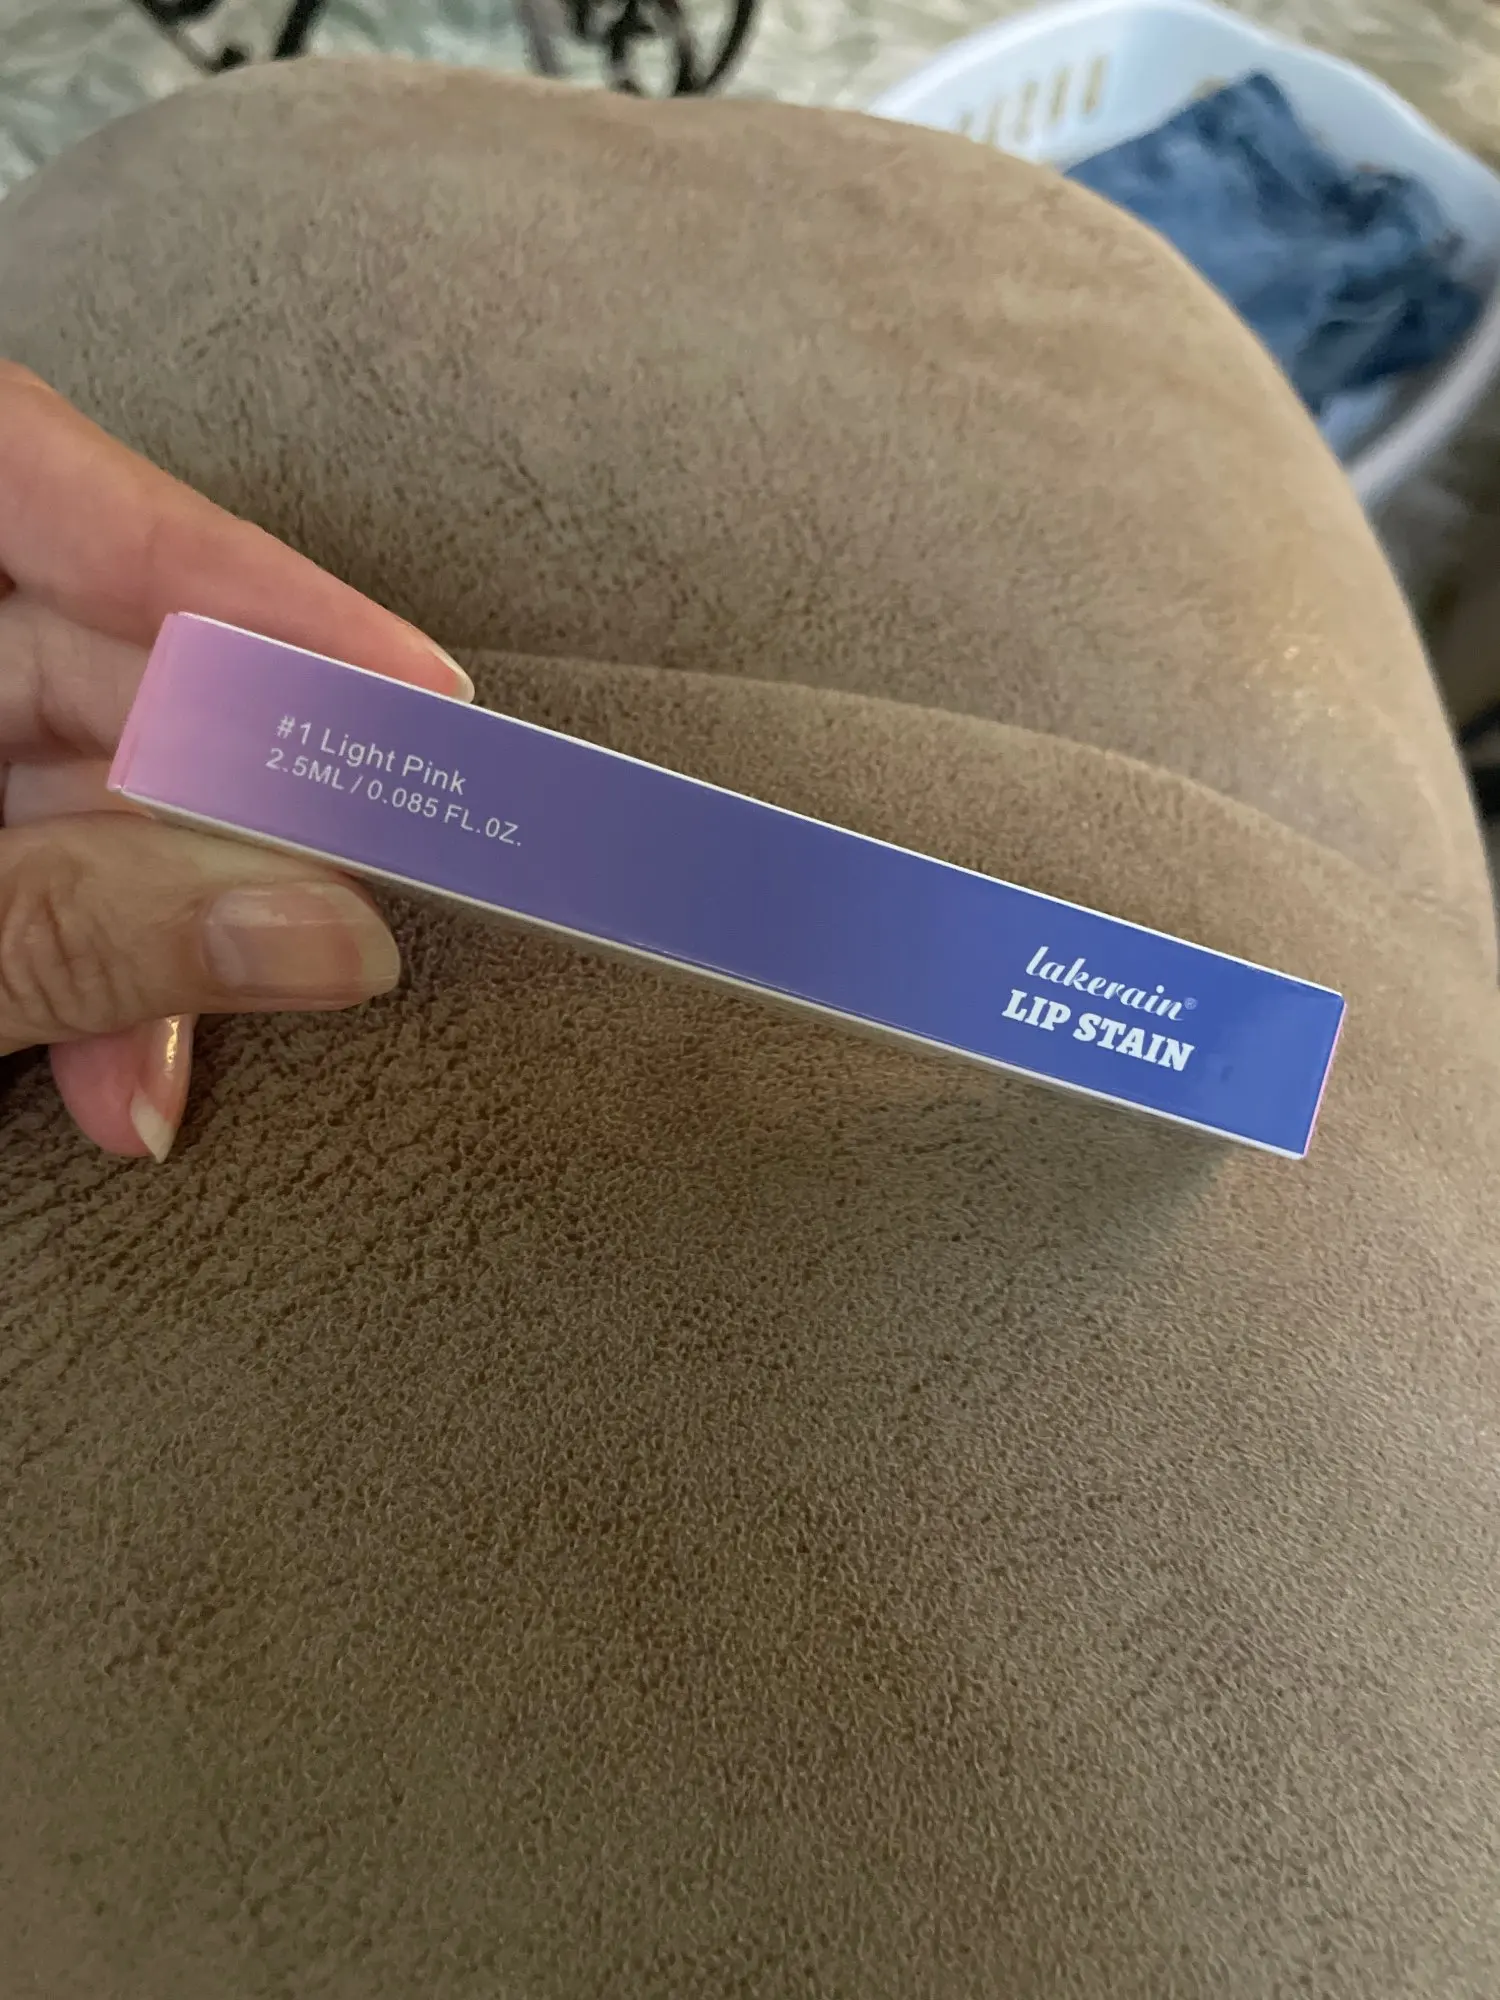 #1 Light Pink
2.5ML/0.085 FL.OZ.
lakerain®
LIP STAIN